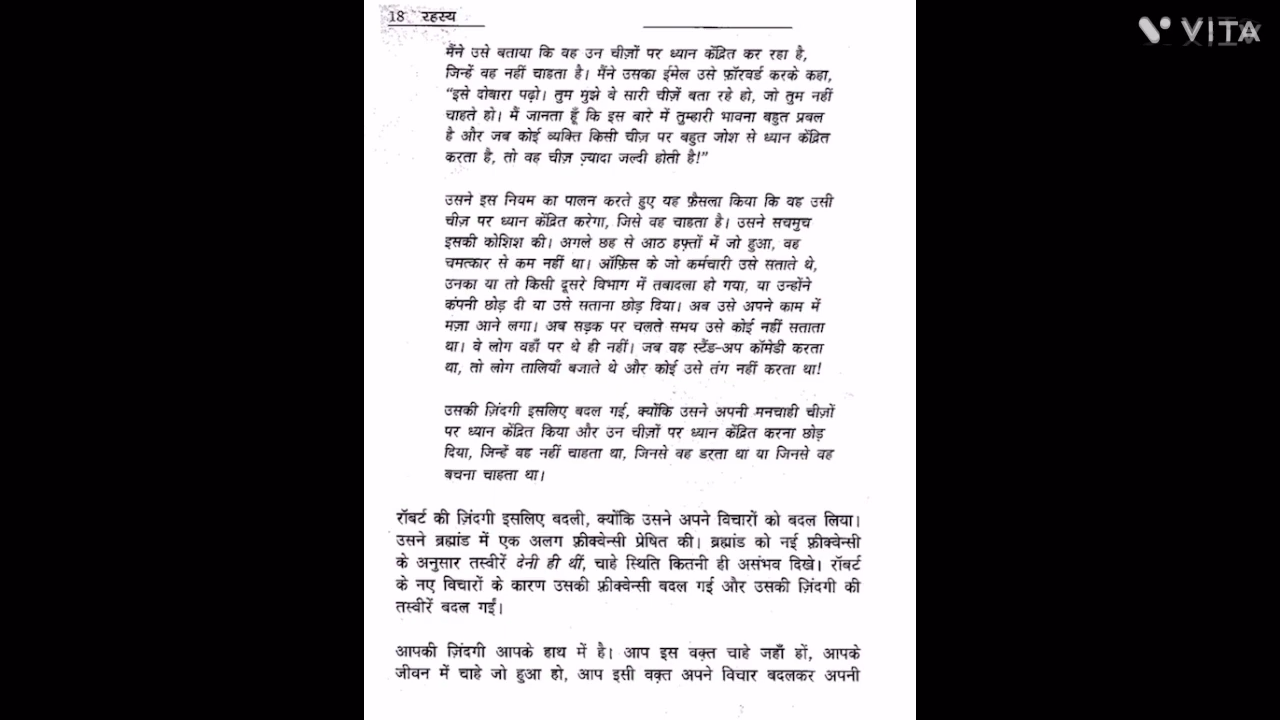 18 रहस्य
VITA
मैंने उसे बताया कि वह उन चीज़ों पर ध्यान केंद्रित कर रहा है,
जिन्हें वह नहीं चाहता है। मैंने उसका ईमेल उसे फ़ॉरवर्ड करके कहा,
“इसे दोबारा पढ़ो। तुम मुझे वे सारी चीज़ें बता रहे हो, जो तुम नहीं
चाहते हो। मैं जानता हूँ कि इस बारे में तुम्हारी भावना बहुत प्रबल
है और जब कोई व्यक्ति किसी चीज़ पर बहुत जोश से ध्यान केंद्रित
करता है, तो वह चीज़ ज़्यादा जल्दी होती है!”
उसने इस नियम का पालन करते हुए यह फ़ैसला किया कि वह उसी
चीज़ पर ध्यान केंद्रित करेगा, जिसे वह चाहता है। उसने सचमुच
इसकी कोशिश की। अगले छह से आठ हफ़्तों में जो हुआ, वह
चमत्कार से कम नहीं था। ऑफ़िस के जो कर्मचारी उसे सताते थे,
उनका या तो किसी दूसरे विभाग में तबादला हो गया, या उन्होंने
कंपनी छोड़ दी या उसे सताना छोड़ दिया। अब उसे अपने काम में
मज़ा आने लगा। अब सड़क पर चलते समय उसे कोई नहीं सताता
था। वे लोग वहाँ पर थे ही नहीं। जब वह स्टैंड-अप कॉमेडी करता
था, तो लोग तालियाँ बजाते थे और कोई उसे तंग नहीं करता था!
उसकी ज़िंदगी इसलिए बदल गई, क्योंकि उसने अपनी मनचाही चीज़ों
पर ध्यान केंद्रित किया और उन चीज़ों पर ध्यान केंद्रित करना छोड़
दिया, जिन्हें वह नहीं चाहता था, जिनसे वह डरता था या जिनसे वह
बचना चाहता था।
रॉबर्ट की ज़िंदगी इसलिए बदली, क्योंकि उसने अपने विचारों को बदल लिया।
उसने ब्रह्मांड में एक अलग फ़्रीक्वेन्सी प्रेषित की। ब्रह्मांड को नई फ़्रीक्वेन्सी
के अनुसार तस्वीरें देनी ही थीं, चाहे स्थिति कितनी ही असंभव दिखे। रॉबर्ट
के नए विचारों के कारण उसकी फ़्रीक्वेन्सी बदल गई और उसकी ज़िंदगी की
तस्वीरें बदल गईं।
आपकी ज़िंदगी आपके हाथ में है। आप इस वक़्त चाहे जहाँ हों, आपके
जीवन में चाहे जो हुआ हो, आप इसी वक़्त अपने विचार बदलकर अपनी